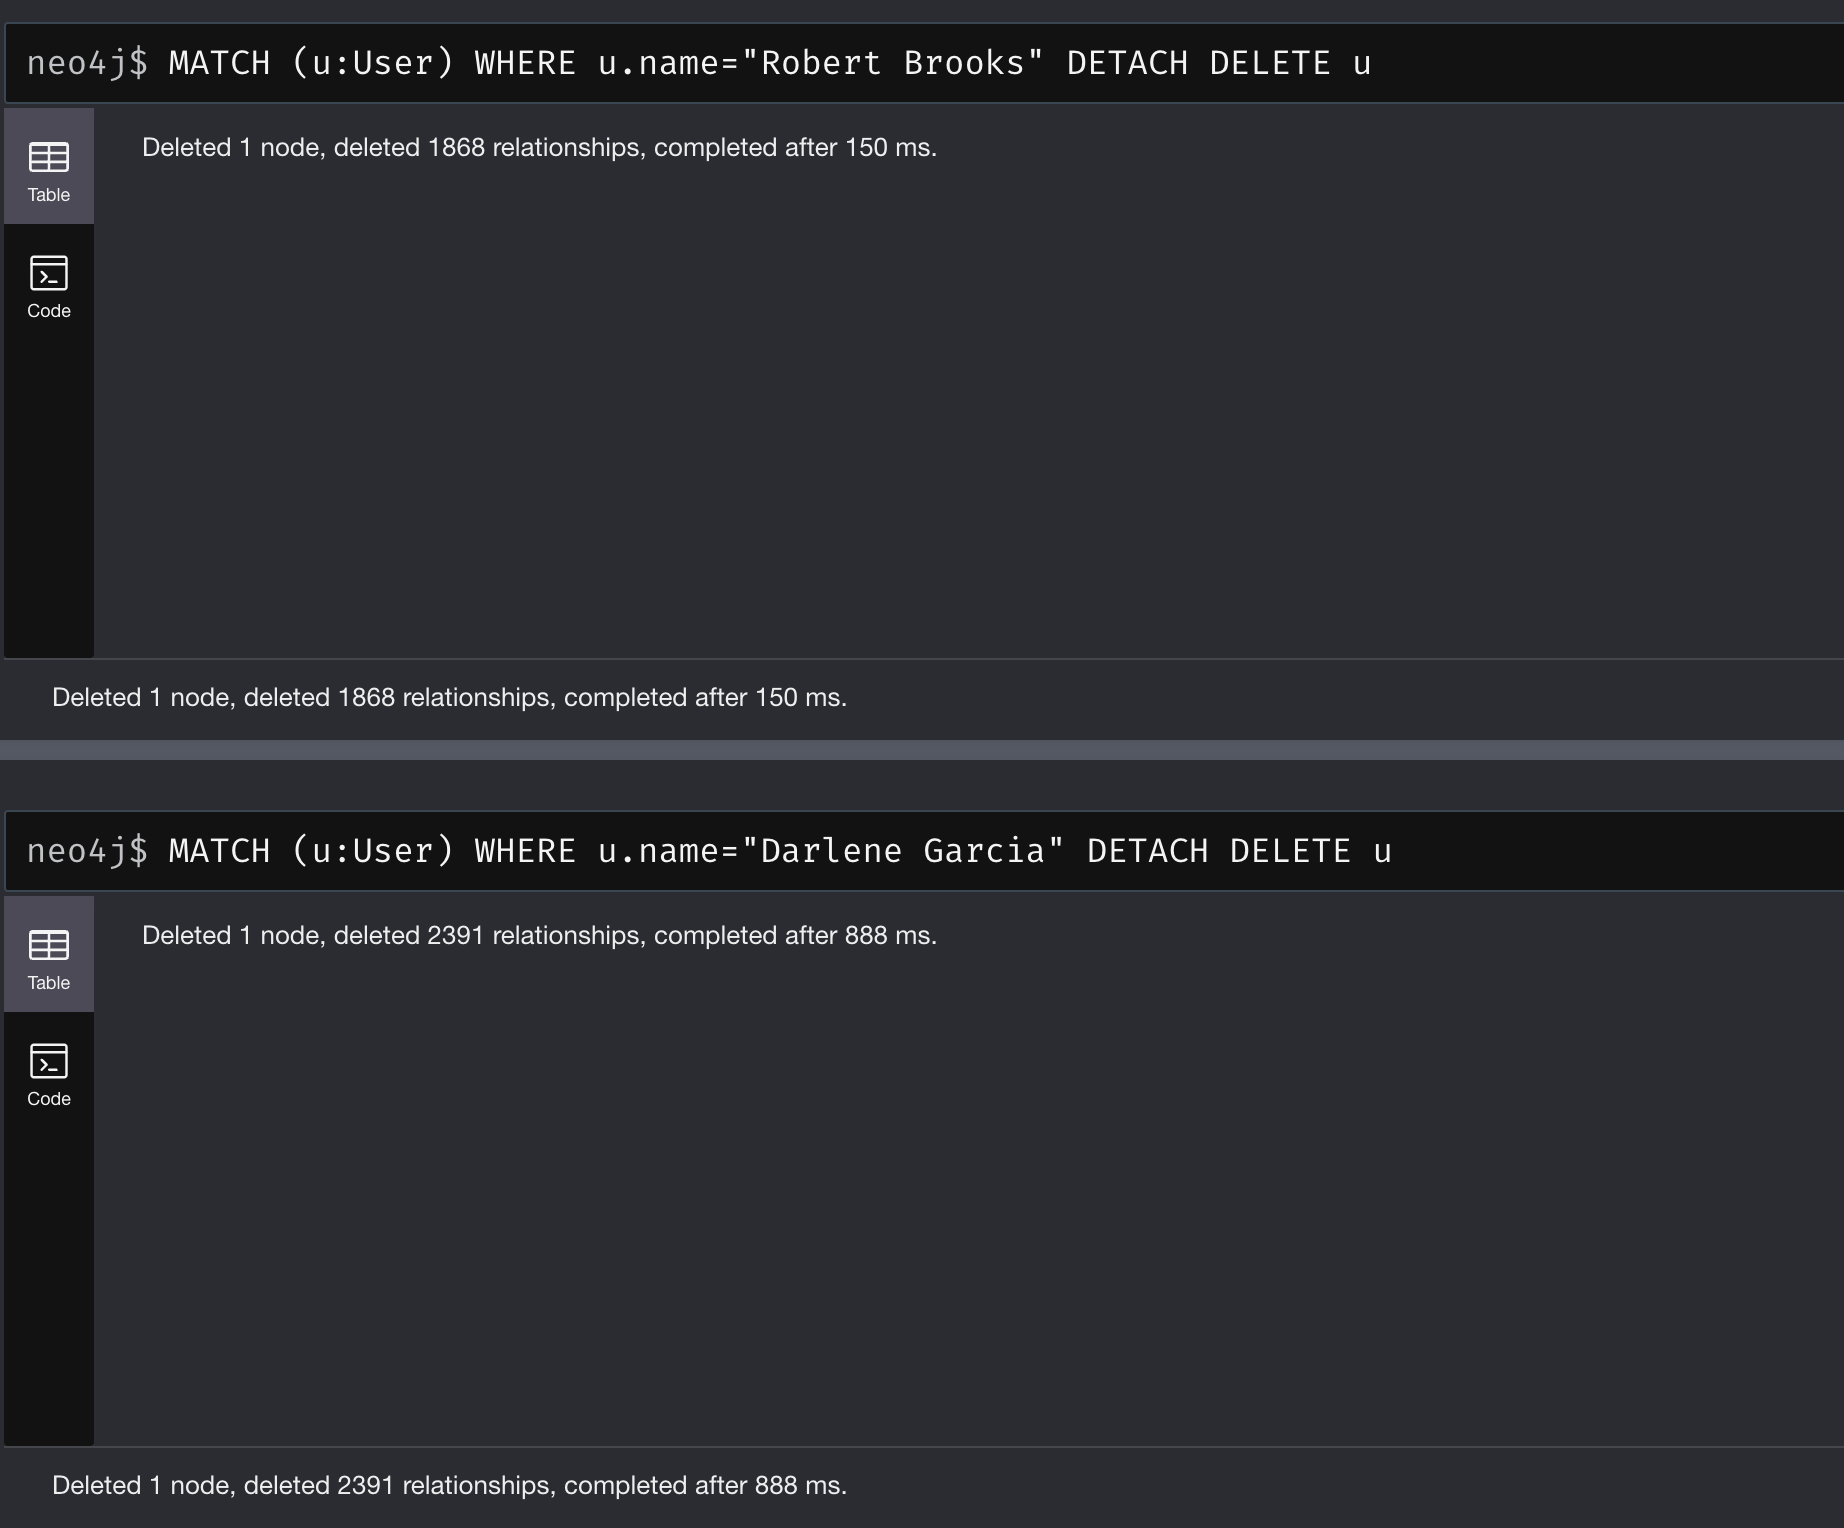 neo4j$ MATCH (u:User) WHERE u.name="Robert Brooks" DETACH DELETE u
Deleted 1 node, deleted 1868 relationships, completed after 150 ms.
Table
Code
Deleted 1 node, deleted 1868 relationships, completed after 150 ms.
neo4j$ MATCH (u:User) WHERE u.name="Darlene Garcia" DETACH DELETE u
Deleted 1 node, deleted 2391 relationships, completed after 888 ms.
Table
Code
Deleted 1 node, deleted 2391 relationships, completed after 888 ms.